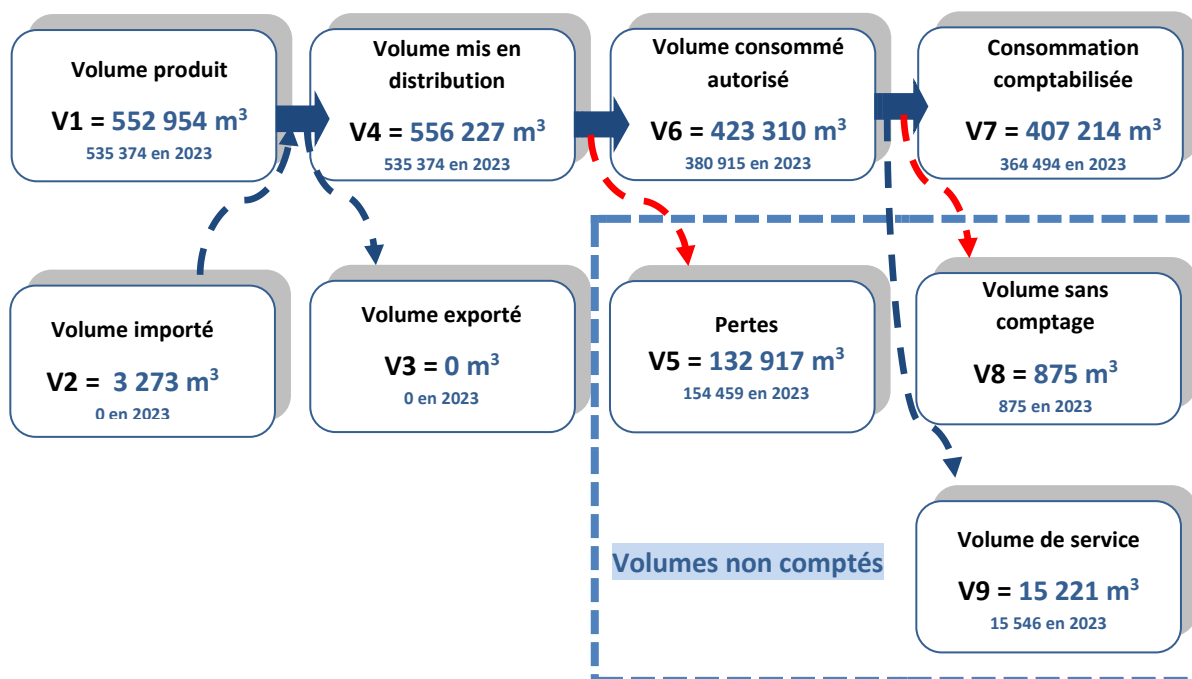 Volume produit
V1 = 552 954 m³
535 374 en 2023
Volume mis en
distribution
V4 = 556 227 m³
535 374 en 2023
Volume consommé
autorisé
V6 = 423 310 m³
380 915 en 2023
Consommation
comptabilisée
V7 = 407 214 m³
364 494 en 2023
Volume importé
V2 = 3 273 m³
0 en 2023
Volume exporté
V3 = 0 m³
0 en 2023
Pertes
V5 = 132 917 m³
154 459 en 2023
Volume sans
comptage
V8 = 875 m³
875 en 2023
Volumes non comptés
Volume de service
V9 = 15 221 m³
15 546 en 2023